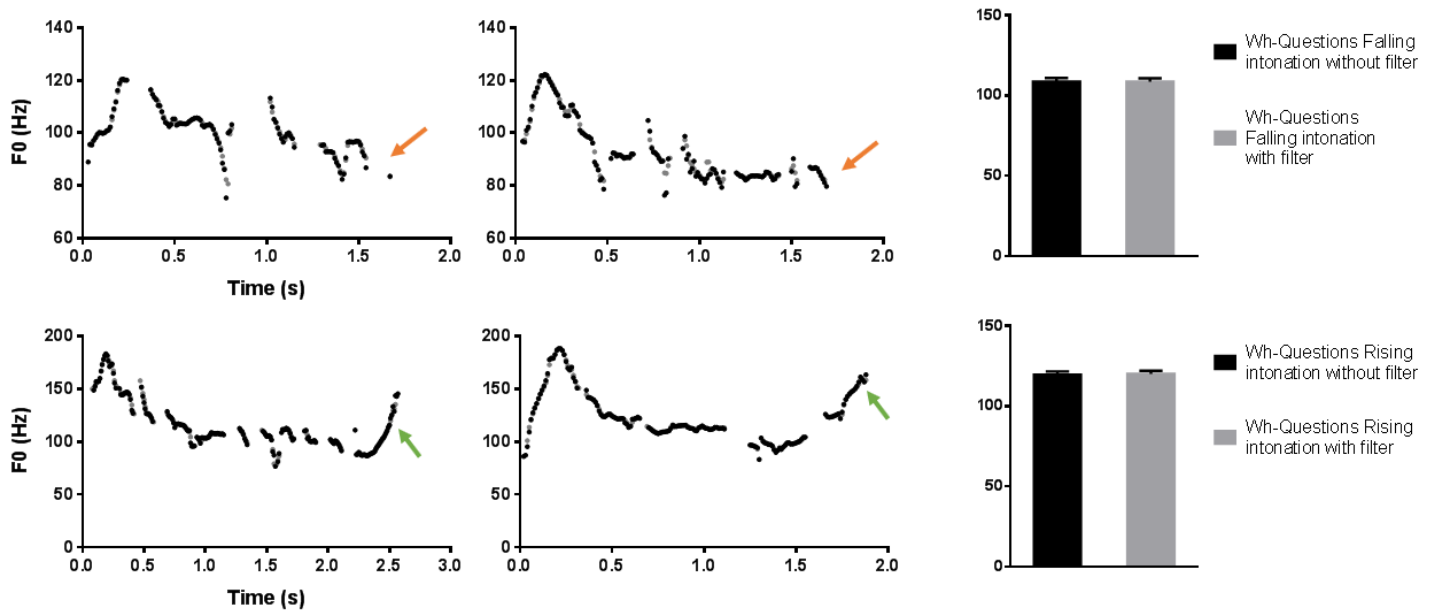 140
120
100
80
60
F0 (Hz)
0.0 0.5 1.0 1.5 2.0
Time (s)
140
120
100
80
60
0.0 0.5 1.0 1.5 2.0
150
100
50
0
Wh-Questions Falling
intonation without filter
Wh-Questions
Falling intonation
with filter
200
150
100
50
0
F0 (Hz)
0.0 0.5 1.0 1.5 2.0 2.5 3.0
Time (s)
200
150
100
50
0
0.0 0.5 1.0 1.5 2.0
150
100
50
0
Wh-Questions Rising
intonation without filter
Wh-Questions Rising
intonation with filter